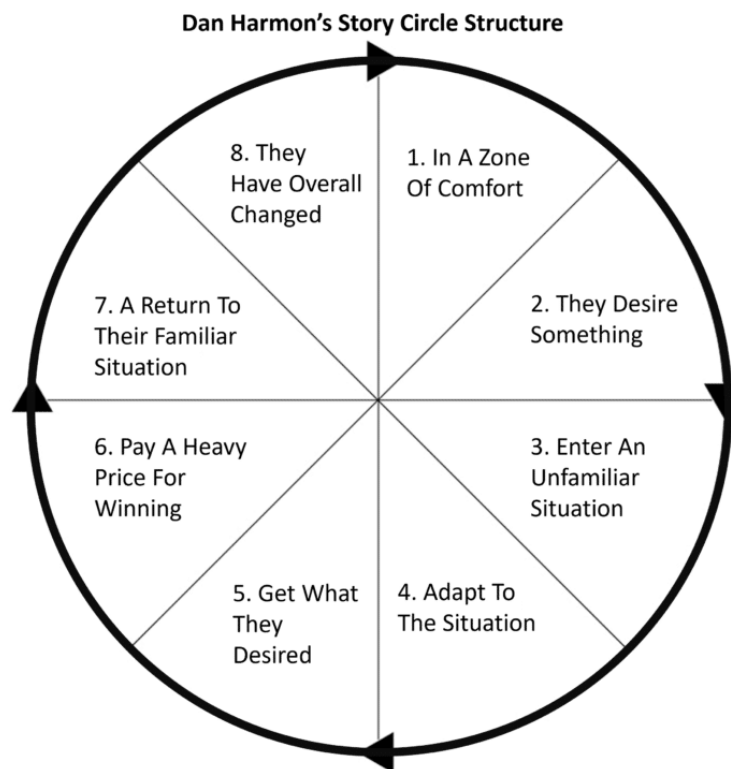 Dan Harmon's Story Circle Structure
1. In A Zone
Of Comfort
2. They Desire
Something
3. Enter An
Unfamiliar
Situation
4. Adapt To
The Situation
5. Get What
They
Desired
6. Pay A Heavy
Price For
Winning
7. A Return To
Their Familiar
Situation
8. They
Have Overall
Changed